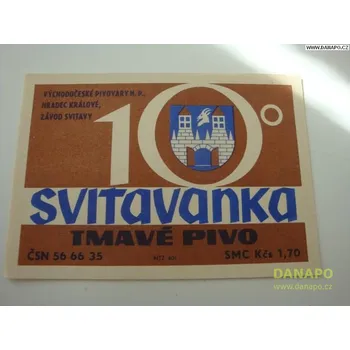 WWW.DANAPO.CZ
VÝCHODOČESKÉ PIVOVARY N. P.,
HRADEC KRÁLOVÉ,
ZÁVOD SVITAVY
10°
SVITAVANKA
TMAVÉ PIVO
ČSN 56 66 35
SMC Kčs 1,70
DANAPO
www.danapo.cz